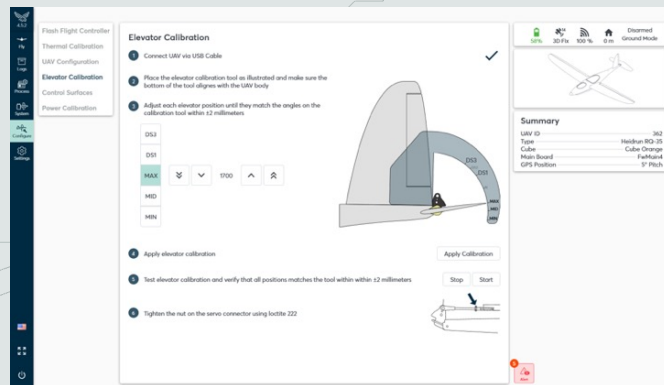 4.5.2
Fly
Logs
Process
System
Configure
Settings
Flash Flight Controller
Thermal Calibration
UAV Configuration
Elevator Calibration
Control Surfaces
Power Calibration
Elevator Calibration
1 Connect UAV via USB Cable
2 Place the elevator calibration tool as illustrated and make sure the
bottom of the tool alignes with the UAV body
3 Adjust each elevator position until they match the angles on the
calibration tool within ±2 millimeters
DS3
DS1
MAX 1700
MID
MIN
DS3
DS1
MAX
MID
MIN
4 Apply elevator calibration Apply Calibration
5 Test elevator calibration and verify that all positions matches the tool within within ±2 millimeters Stop Start
6 Tighten the nut on the servo connector using loctite 222
58% 3D Fix 100 % 0 m Disarmed
Ground Mode
Summary
UAV ID 362
Type Heidrun RQ-35
Cube Cube Orange
Main Board FwMain4
GPS Position 5° Pitch
5